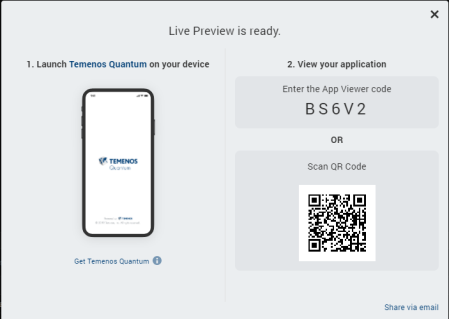 Live Preview is ready.
1. Launch Temenos Quantum on your device
TEMENOS
Quantum
Get Temenos Quantum
2. View your application
Enter the App Viewer code
BS6V2
OR
Scan QR Code
Share via email